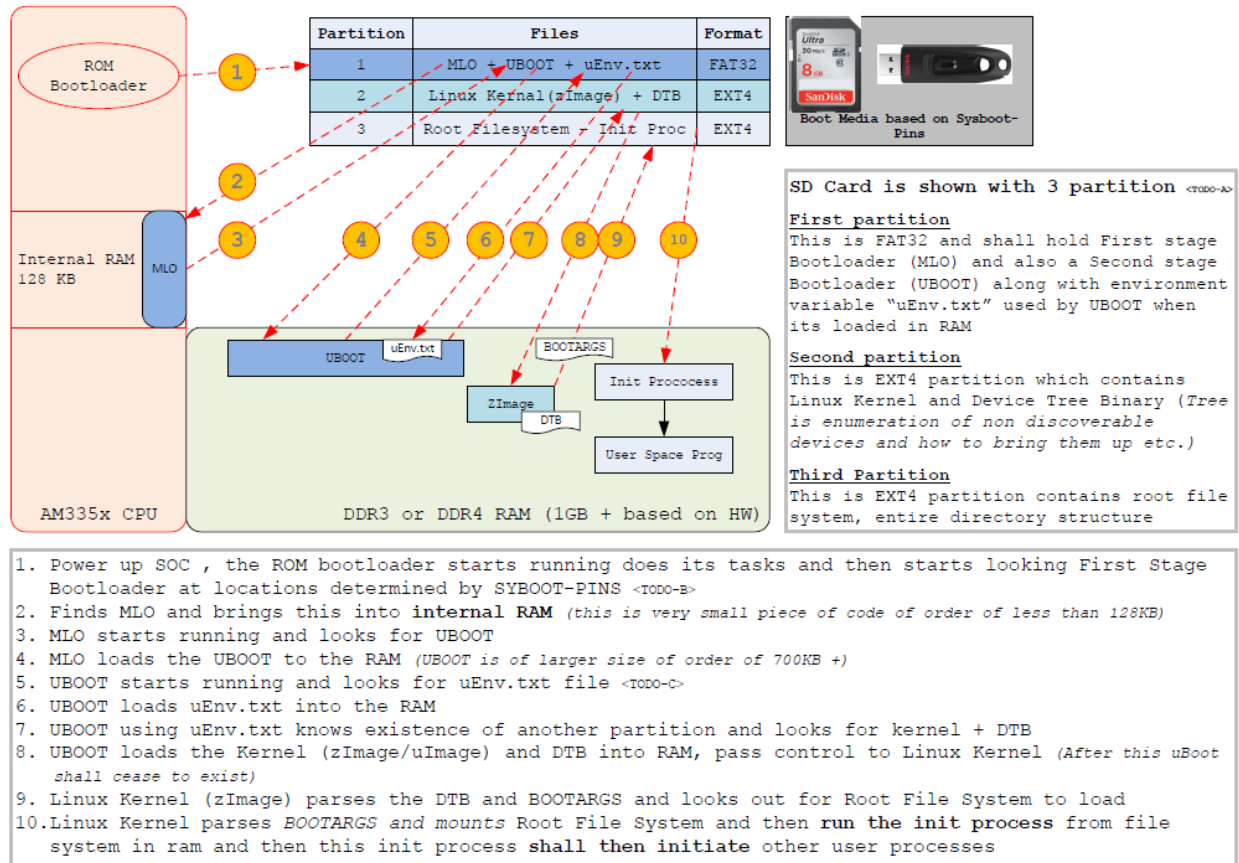 Partition Files Format
1 MLO + UBOOT + uEnv.txt FAT32
2 Linux Kernal(zImage) + DTB EXT4
3 Root Filesystem - Init Proc EXT4
ROM
Bootloader
1
2
3
4
5
6
7
8
9
10
SanDisk
Ultra
30 MB/s
8 GB
SanDisk
Boot Media based on Sysboot-
Pins
Internal RAM
128 KB
MLO
UBOOT
uEnv.txt
BOOTARGS
ZImage
DTB
Init Prococess
User Space Prog
AM335x CPU
DDR3 or DDR4 RAM (1GB + based on HW)
SD Card is shown with 3 partition <TODO-A>
First partition
This is FAT32 and shall hold First stage
Bootloader (MLO) and also a Second stage
Bootloader (UBOOT) along with environment
variable “uEnv.txt” used by UBOOT when
its loaded in RAM
Second partition
This is EXT4 partition which contains
Linux Kernel and Device Tree Binary (Tree
is enumeration of non discoverable
devices and how to bring them up etc.)
Third Partition
This is EXT4 partition contains root file
system, entire directory structure
1. Power up SOC , the ROM bootloader starts running does its tasks and then starts looking First Stage
Bootloader at locations determined by SYBOOT-PINS <TODO-B>
2. Finds MLO and brings this into internal RAM (this is very small piece of code of order of less than 128KB)
3. MLO starts running and looks for UBOOT
4. MLO loads the UBOOT to the RAM (UBOOT is of larger size of order of 700KB +)
5. UBOOT starts running and looks for uEnv.txt file <TODO-C>
6. UBOOT loads uEnv.txt into the RAM
7. UBOOT using uEnv.txt knows existence of another partition and looks for kernel + DTB
8. UBOOT loads the Kernel (zImage/uImage) and DTB into RAM, pass control to Linux Kernel (After this uBoot
shall cease to exist)
9. Linux Kernel (zImage) parses the DTB and BOOTARGS and looks out for Root File System to load
10.Linux Kernel parses BOOTARGS and mounts Root File System and then run the init process from file
system in ram and then this init process shall then initiate other user processes